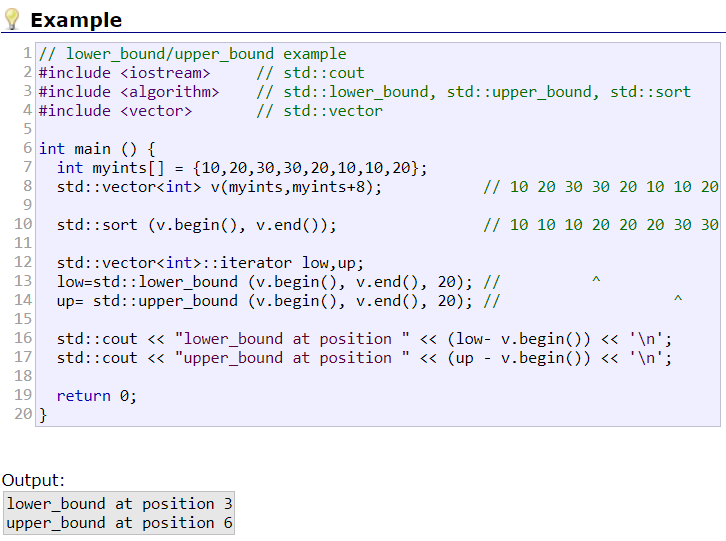 Example
1 // lower_bound/upper_bound example
2 #include <iostream>     // std::cout
3 #include <algorithm>    // std::lower_bound, std::upper_bound, std::sort
4 #include <vector>       // std::vector
5
6 int main () {
7   int myints[] = {10,20,30,30,20,10,10,20};
8   std::vector<int> v(myints,myints+8);           // 10 20 30 30 20 10 10 20
9
10   std::sort (v.begin(), v.end());                // 10 10 10 20 20 20 30 30
11
12   std::vector<int>::iterator low,up;
13   low=std::lower_bound (v.begin(), v.end(), 20); //          ^
14   up= std::upper_bound (v.begin(), v.end(), 20); //                   ^
15
16   std::cout << "lower_bound at position " << (low- v.begin()) << '\n';
17   std::cout << "upper_bound at position " << (up - v.begin()) << '\n';
18
19   return 0;
20 }
Output:
lower_bound at position 3
upper_bound at position 6